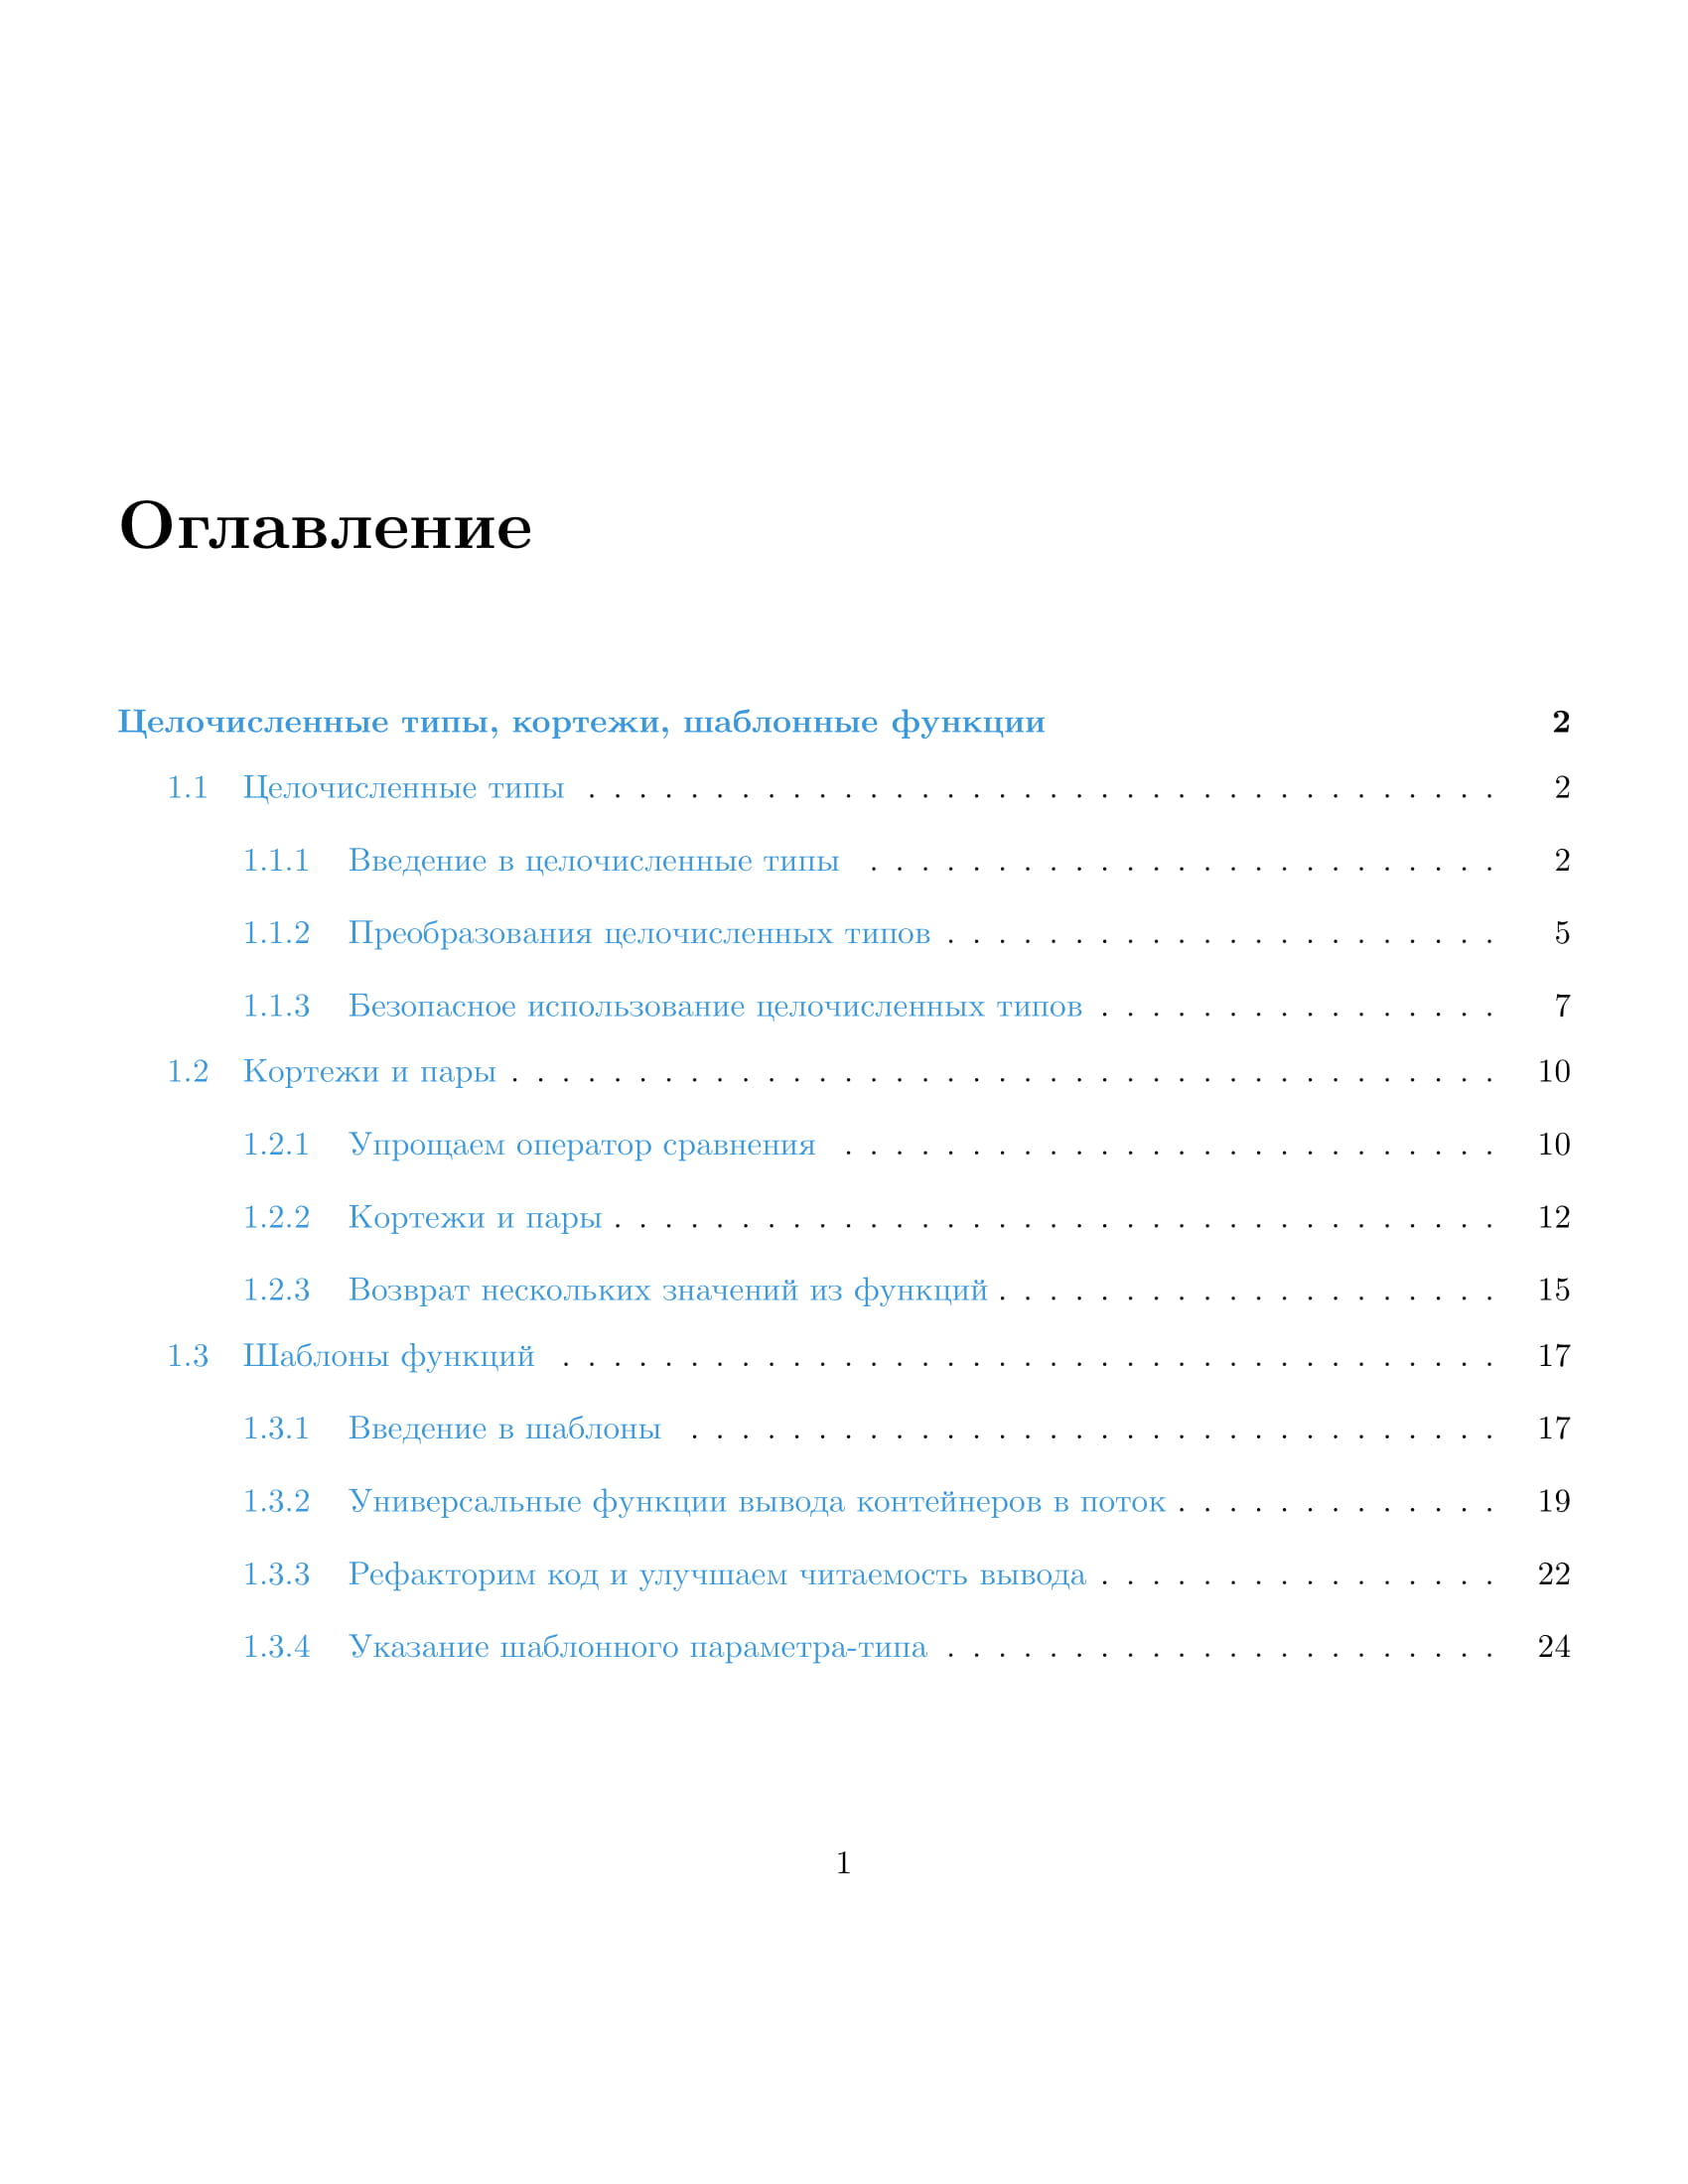 Оглавление
Целочисленные типы, кортежи, шаблонные функции 2
1.1 Целочисленные типы . . . . . . . . . . . . . . . . . . . . . . . . . . . . . . . . . . . . 2
1.1.1 Введение в целочисленные типы . . . . . . . . . . . . . . . . . . . . . . . . . 2
1.1.2 Преобразования целочисленных типов . . . . . . . . . . . . . . . . . . . . . . 5
1.1.3 Безопасное использование целочисленных типов . . . . . . . . . . . . . . . . 7
1.2 Кортежи и пары . . . . . . . . . . . . . . . . . . . . . . . . . . . . . . . . . . . . . . . 10
1.2.1 Упрощаем оператор сравнения . . . . . . . . . . . . . . . . . . . . . . . . . . 10
1.2.2 Кортежи и пары . . . . . . . . . . . . . . . . . . . . . . . . . . . . . . . . . . . 12
1.2.3 Возврат нескольких значений из функций . . . . . . . . . . . . . . . . . . . . 15
1.3 Шаблоны функций . . . . . . . . . . . . . . . . . . . . . . . . . . . . . . . . . . . . . 17
1.3.1 Введение в шаблоны . . . . . . . . . . . . . . . . . . . . . . . . . . . . . . . . 17
1.3.2 Универсальные функции вывода контейнеров в поток . . . . . . . . . . . . . 19
1.3.3 Рефакторим код и улучшаем читаемость вывода . . . . . . . . . . . . . . . . 22
1.3.4 Указание шаблонного параметра-типа . . . . . . . . . . . . . . . . . . . . . . 24
1